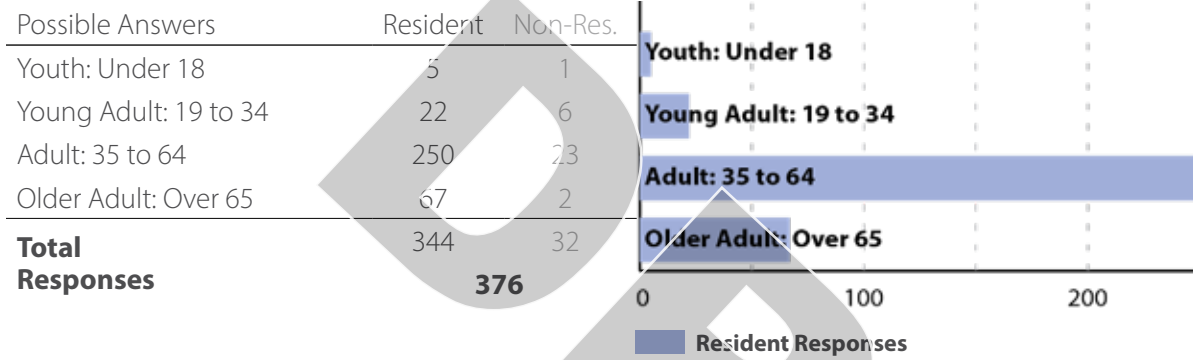 Possible Answers Resident Non-Res.
Youth: Under 18 5 1
Young Adult: 19 to 34 22 6
Adult: 35 to 64 250 23
Older Adult: Over 65 67 2
Total Responses 344 32
376
Youth: Under 18
Young Adult: 19 to 34
Adult: 35 to 64
Older Adult: Over 65
0 100 200
Resident Responses